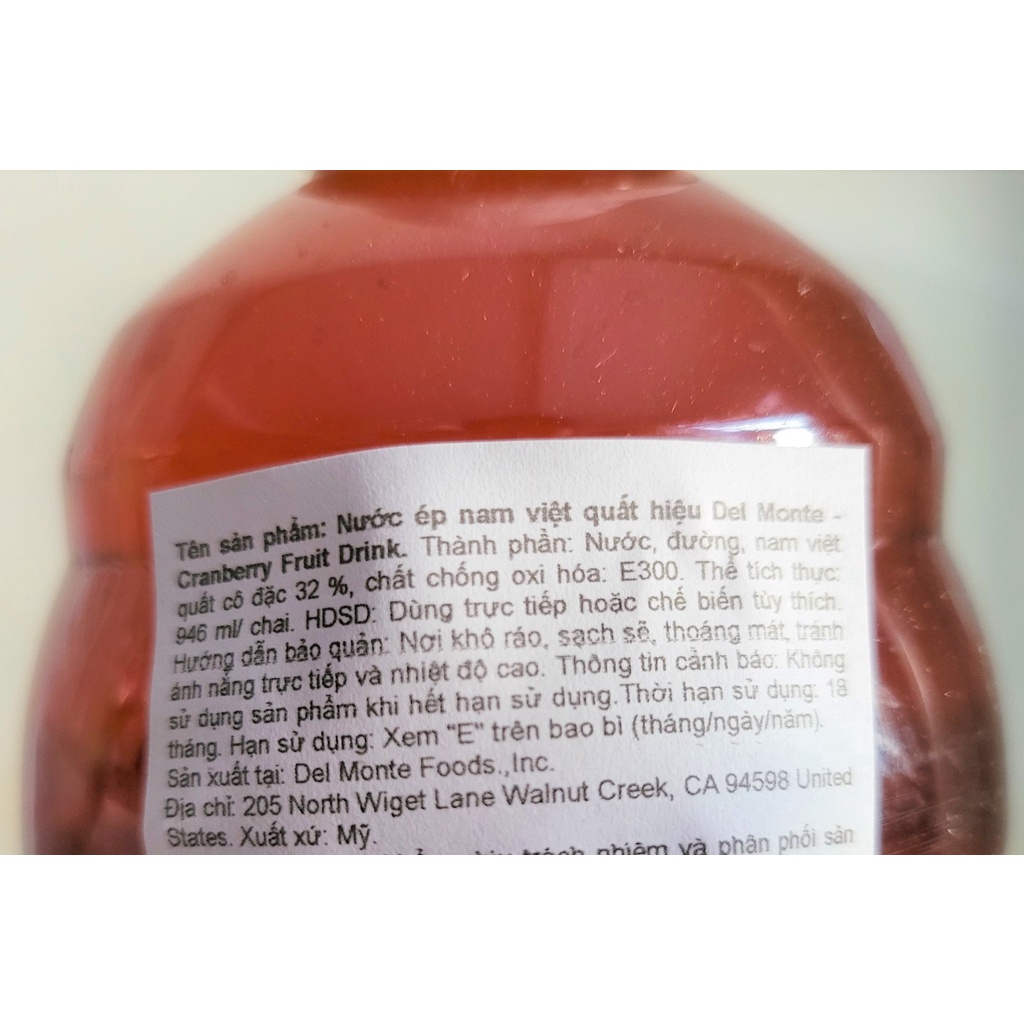 Tên sản phẩm: Nước ép nam việt quất hiệu Del Monte -
Cranberry Fruit Drink. Thành phần: Nước, đường, nam việt
quất cô đặc 32 %, chất chống oxi hóa: E300. Thể tích thực:
946 ml/ chai. HDSD: Dùng trực tiếp hoặc chế biến tùy thích.
Hướng dẫn bảo quản: Nơi khô ráo, sạch sẽ, thoáng mát, tránh
ánh nắng trực tiếp và nhiệt độ cao. Thông tin cảnh báo: Không
sử dụng sản phẩm khi hết hạn sử dụng.Thời hạn sử dụng: 18
tháng. Hạn sử dụng: Xem "E" trên bao bì (tháng/ngày/năm).
Sản xuất tại: Del Monte Foods.,Inc.
Địa chỉ: 205 North Wiget Lane Walnut Creek, CA 94598 United
States. Xuất xứ: Mỹ.
trách nhiệm và phân phối sản